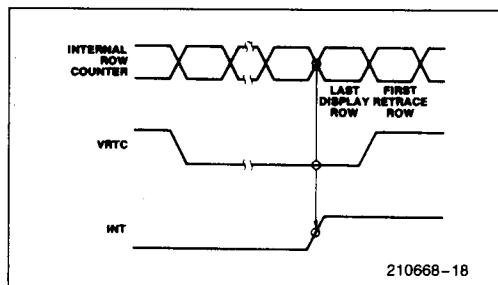 INTERNAL
ROW
COUNTER
LAST
DISPLAY
ROW
FIRST
RETRACE
ROW
VRTC
INT
210668-18